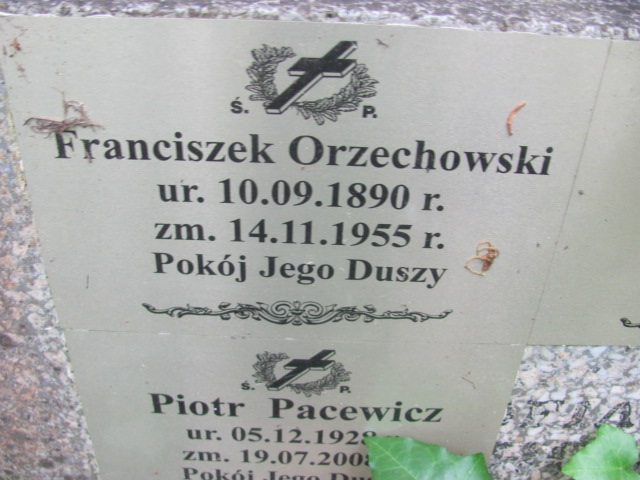 Ś. P.
Franciszek Orzechowski
ur. 10.09.1890 r.
zm. 14.11.1955 r.
Pokój Jego Duszy
Ś. P.
Piotr Pacewicz
ur. 05.12.1928
zm. 19.07.2008
Pokój Jego